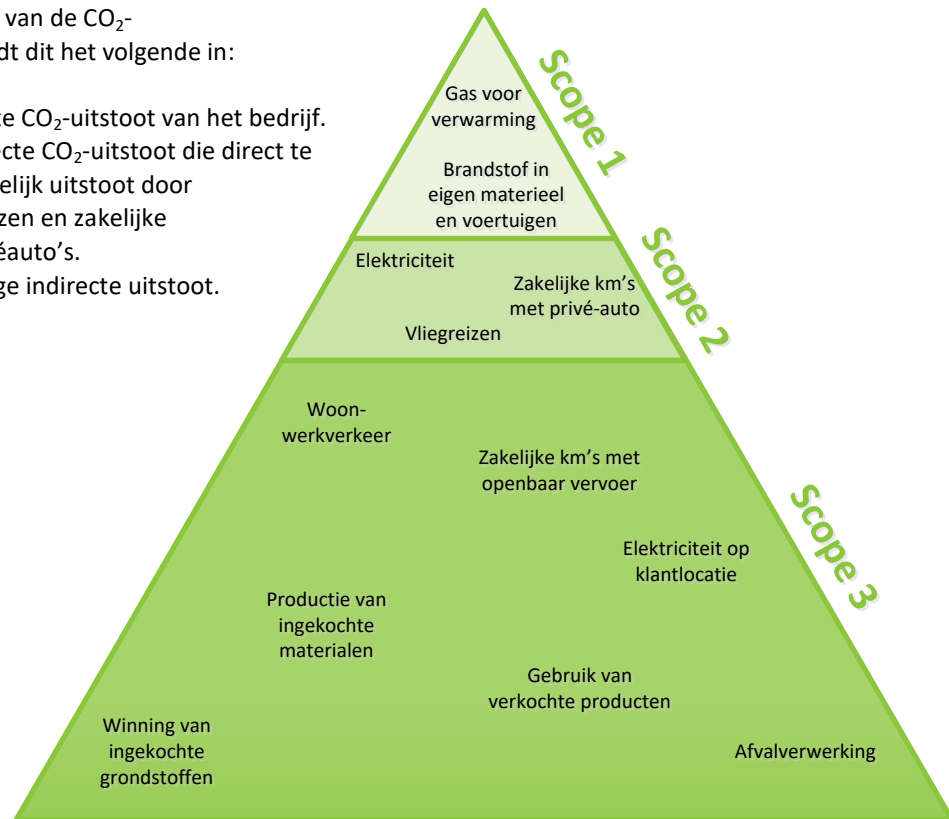 van de CO₂-
dt dit het volgende in:
te CO₂-uitstoot van het bedrijf.
ecte CO₂-uitstoot die direct te
elijk uitstoot door
zen en zakelijke
éauto's.
ge indirecte uitstoot.
Scope 1
Gas voor
verwarming
Brandstof in
eigen materieel
en voertuigen
Scope 2
Elektriciteit
Zakelijke km's
met privé-auto
Vliegreizen
Scope 3
Woon-
werkverkeer
Zakelijke km's met
openbaar vervoer
Elektriciteit op
klantlocatie
Productie van
ingekochte
materialen
Gebruik van
verkochte producten
Winning van
ingekochte
grondstoffen
Afvalverwerking